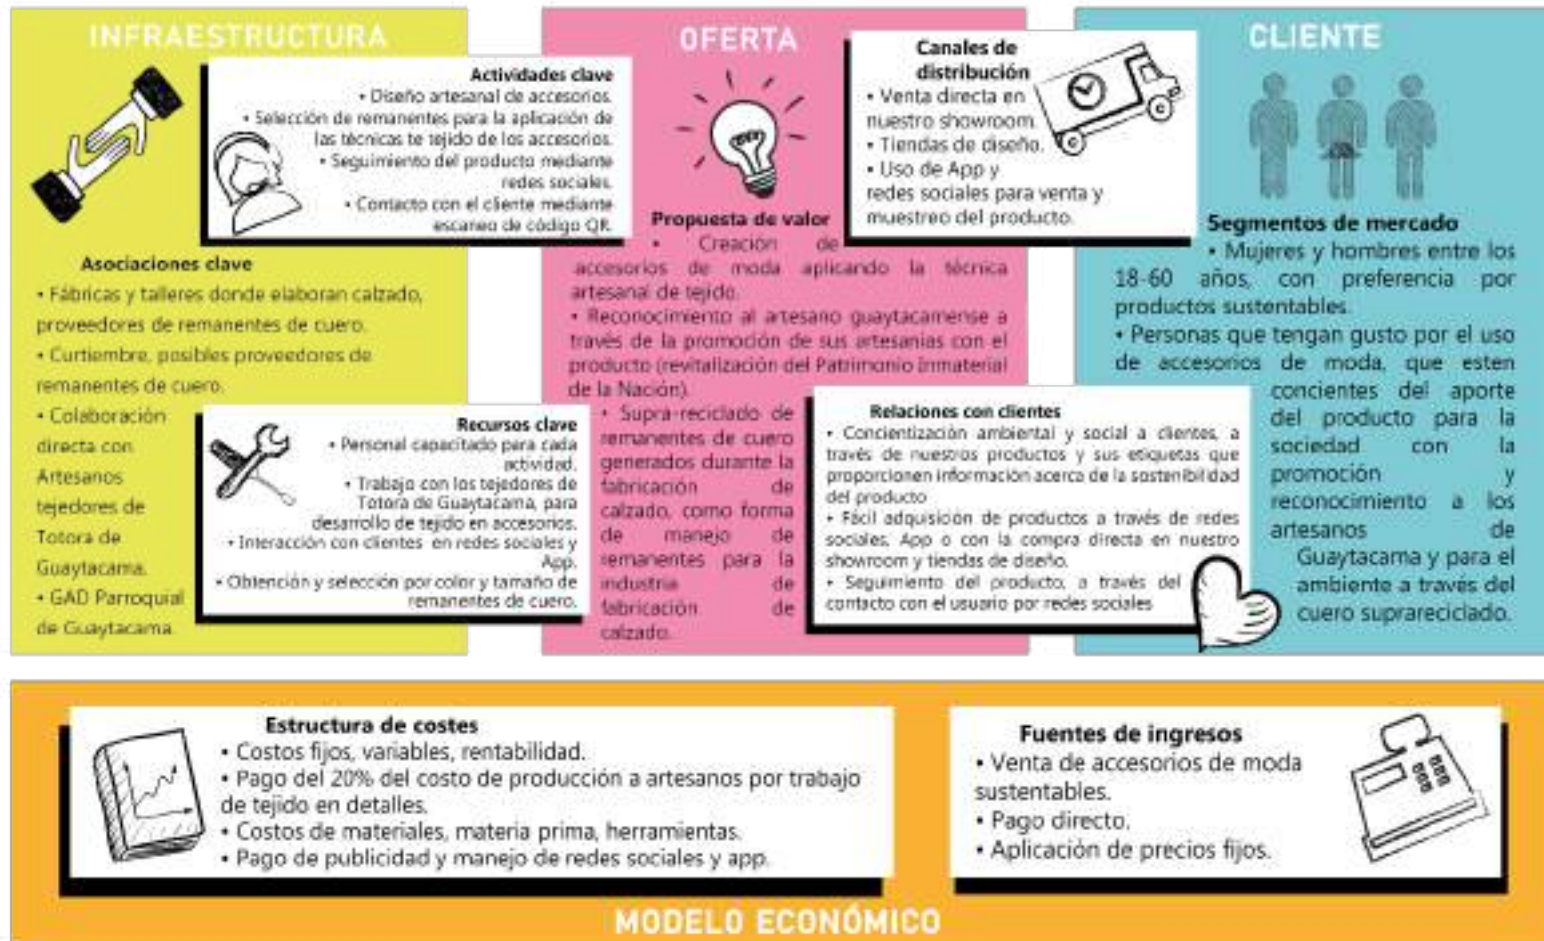 INFRAESTRUCTURA
Actividades clave
• Diseño artesanal de accesorios.
• Selección de remanentes para la aplicación de
las técnicas te tejido de los accesorios.
• Seguimiento del producto mediante
redes sociales.
• Contacto con el cliente mediante
escaneo de código QR.
Asociaciones clave
• Fábricas y talleres donde elaboran calzado,
proveedores de remanentes de cuero.
• Curtiembre, posibles proveedores de
remanentes de cuero.
• Colaboración
directa con
Artesanos
tejedores de
Totora de
Guaytacama.
• GAD Parroquial
de Guaytacama.
Recursos clave
• Personal capacitado para cada
actividad.
• Trabajo con los tejedores de
Totora de Guaytacama, para
desarrollo de tejido en accesorios.
• Interacción con clientes en redes sociales y
App.
• Obtención y selección por color y tamaño de
remanentes de cuero.
OFERTA
Propuesta de valor
• Creación de
accesorios de moda aplicando la técnica
artesanal de tejido.
• Reconocimiento al artesano guaytacamense a
través de la promoción de sus artesanías con el
producto (revitalización del Patrimonio Inmaterial
de la Nación).
• Supra-reciclado de
remanentes de cuero
generados durante la
fabricación de
calzado, como forma
de manejo de
remanentes para la
industria de
fabricación de
calzado.
Canales de
distribución
• Venta directa en
nuestro showroom.
• Tiendas de diseño.
• Uso de App y
redes sociales para venta y
muestreo del producto.
Relaciones con clientes
• Concientización ambiental y social a clientes, a
través de nuestros productos y sus etiquetas que
proporcionen información acerca de la sostenibilidad
del producto
• Fácil adquisición de productos a través de redes
sociales, App o con la compra directa en nuestro
showroom y tiendas de diseño.
• Seguimiento del producto, a través del
contacto con el usuario por redes sociales
CLIENTE
Segmentos de mercado
• Mujeres y hombres entre los
18-60 años, con preferencia por
productos sustentables.
• Personas que tengan gusto por el uso
de accesorios de moda, que esten
concientes del aporte
del producto para la
sociedad con la
promoción y
reconocimiento a los
artesanos de
Guaytacama y para el
ambiente a través del
cuero suprareciclado.
Estructura de costes
• Costos fijos, variables, rentabilidad.
• Pago del 20% del costo de producción a artesanos por trabajo
de tejido en detalles.
• Costos de materiales, materia prima, herramientas.
• Pago de publicidad y manejo de redes sociales y app.
Fuentes de ingresos
• Venta de accesorios de moda
sustentables.
• Pago directo.
• Aplicación de precios fijos.
MODELO ECONÓMICO